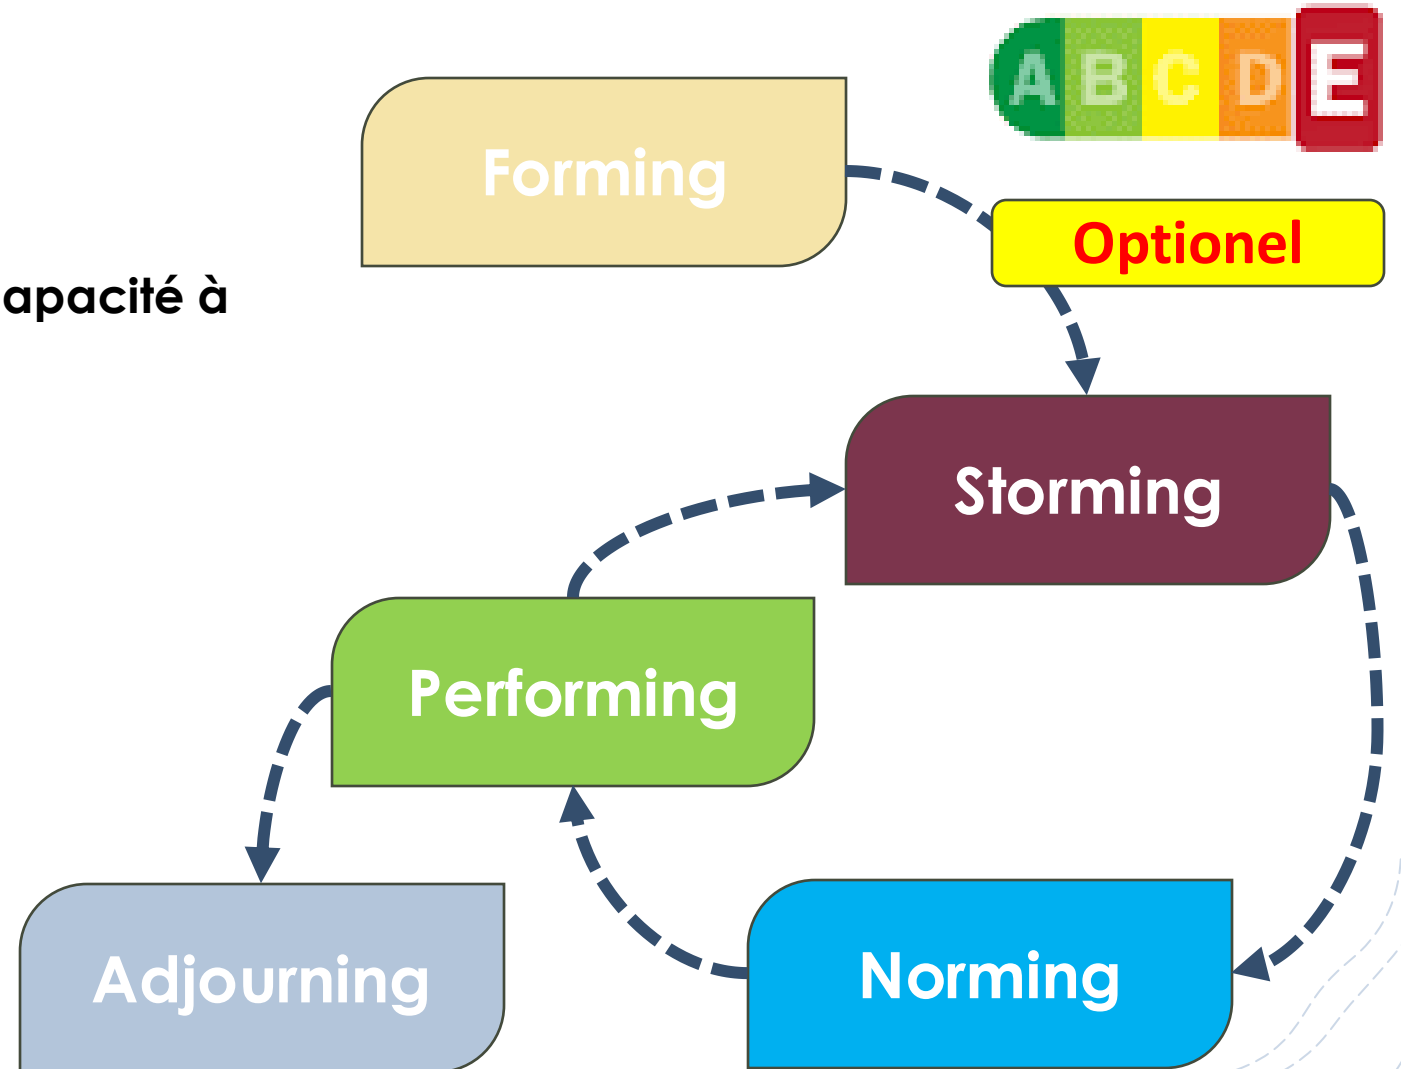 A B C D E
Forming
Optionel
apacité à
Storming
Performing
Adjourning
Norming